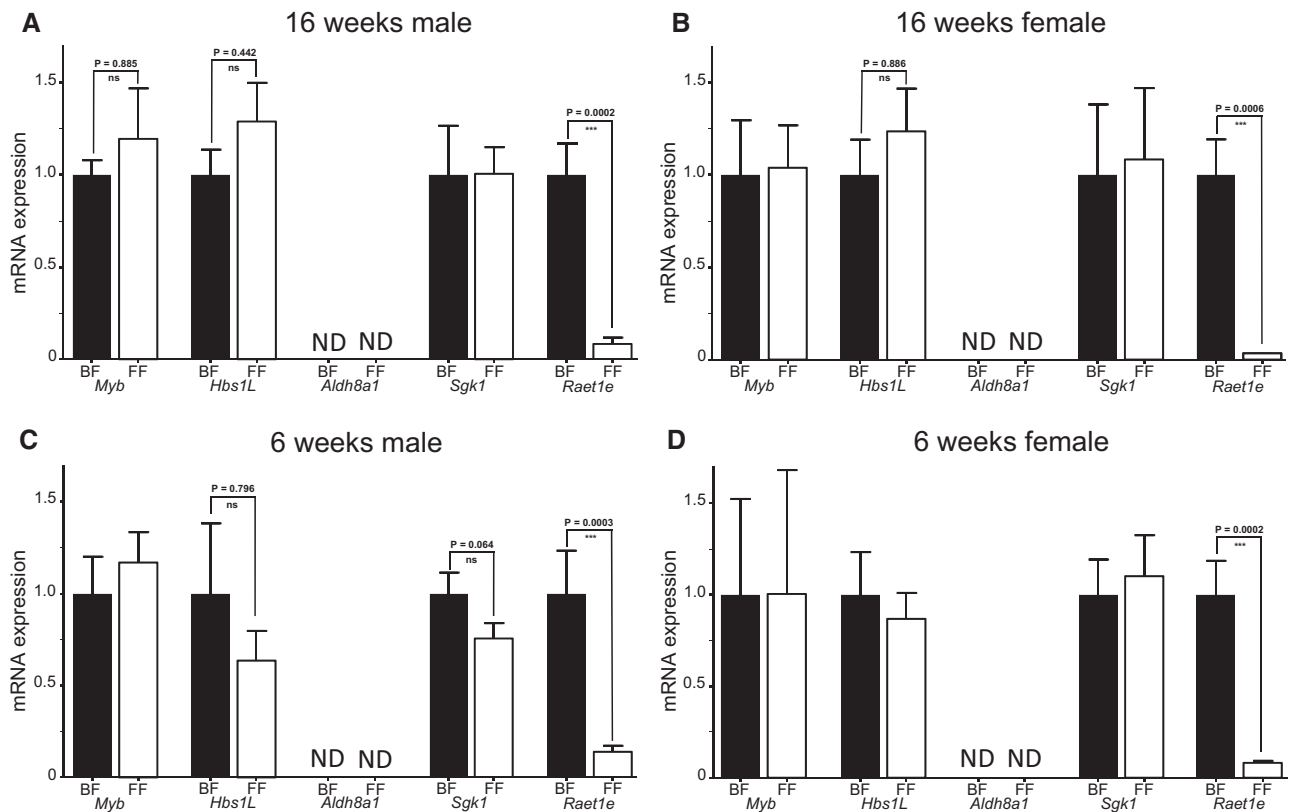 A
16 weeks male
mRNA expression
1.5
1.0
0.5
0
P = 0.885
ns
P = 0.442
ns
P = 0.0002
***
ND ND
BF FF BF FF BF FF BF FF BF FF
Myb Hbs1L Aldh8a1 Sgk1 Raet1e
B
16 weeks female
mRNA expression
1.5
1.0
0.5
0
P = 0.886
ns
P = 0.0006
***
ND ND
BF FF BF FF BF FF BF FF BF FF
Myb Hbs1L Aldh8a1 Sgk1 Raet1e
C
6 weeks male
mRNA expression
1.5
1.0
0.5
0
P = 0.796
ns
P = 0.064
ns
P = 0.0003
***
ND ND
BF FF BF FF BF FF BF FF BF FF
Myb Hbs1L Aldh8a1 Sgk1 Raet1e
D
6 weeks female
mRNA expression
1.5
1.0
0.5
0
P = 0.0002
***
ND ND
BF FF BF FF BF FF BF FF BF FF
Myb Hbs1L Aldh8a1 Sgk1 Raet1e